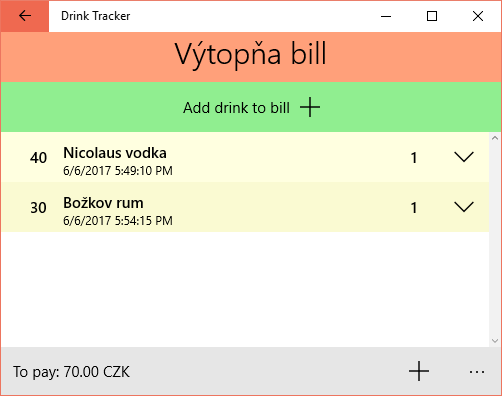 Drink Tracker
Výtopňa bill
Add drink to bill
40 Nicolaus vodka 1
6/6/2017 5:49:10 PM
30 Božkov rum 1
6/6/2017 5:54:15 PM
To pay: 70.00 CZK